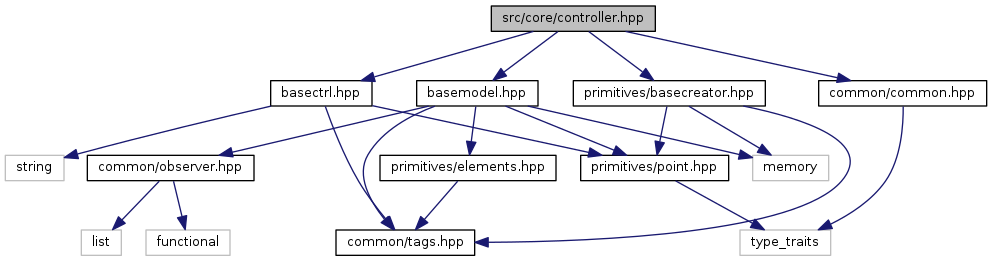 src/core/controller.hpp
basectrl.hpp
basemodel.hpp
primitives/basecreator.hpp
common/common.hpp
string
common/observer.hpp
primitives/elements.hpp
primitives/point.hpp
memory
list
functional
common/tags.hpp
type_traits